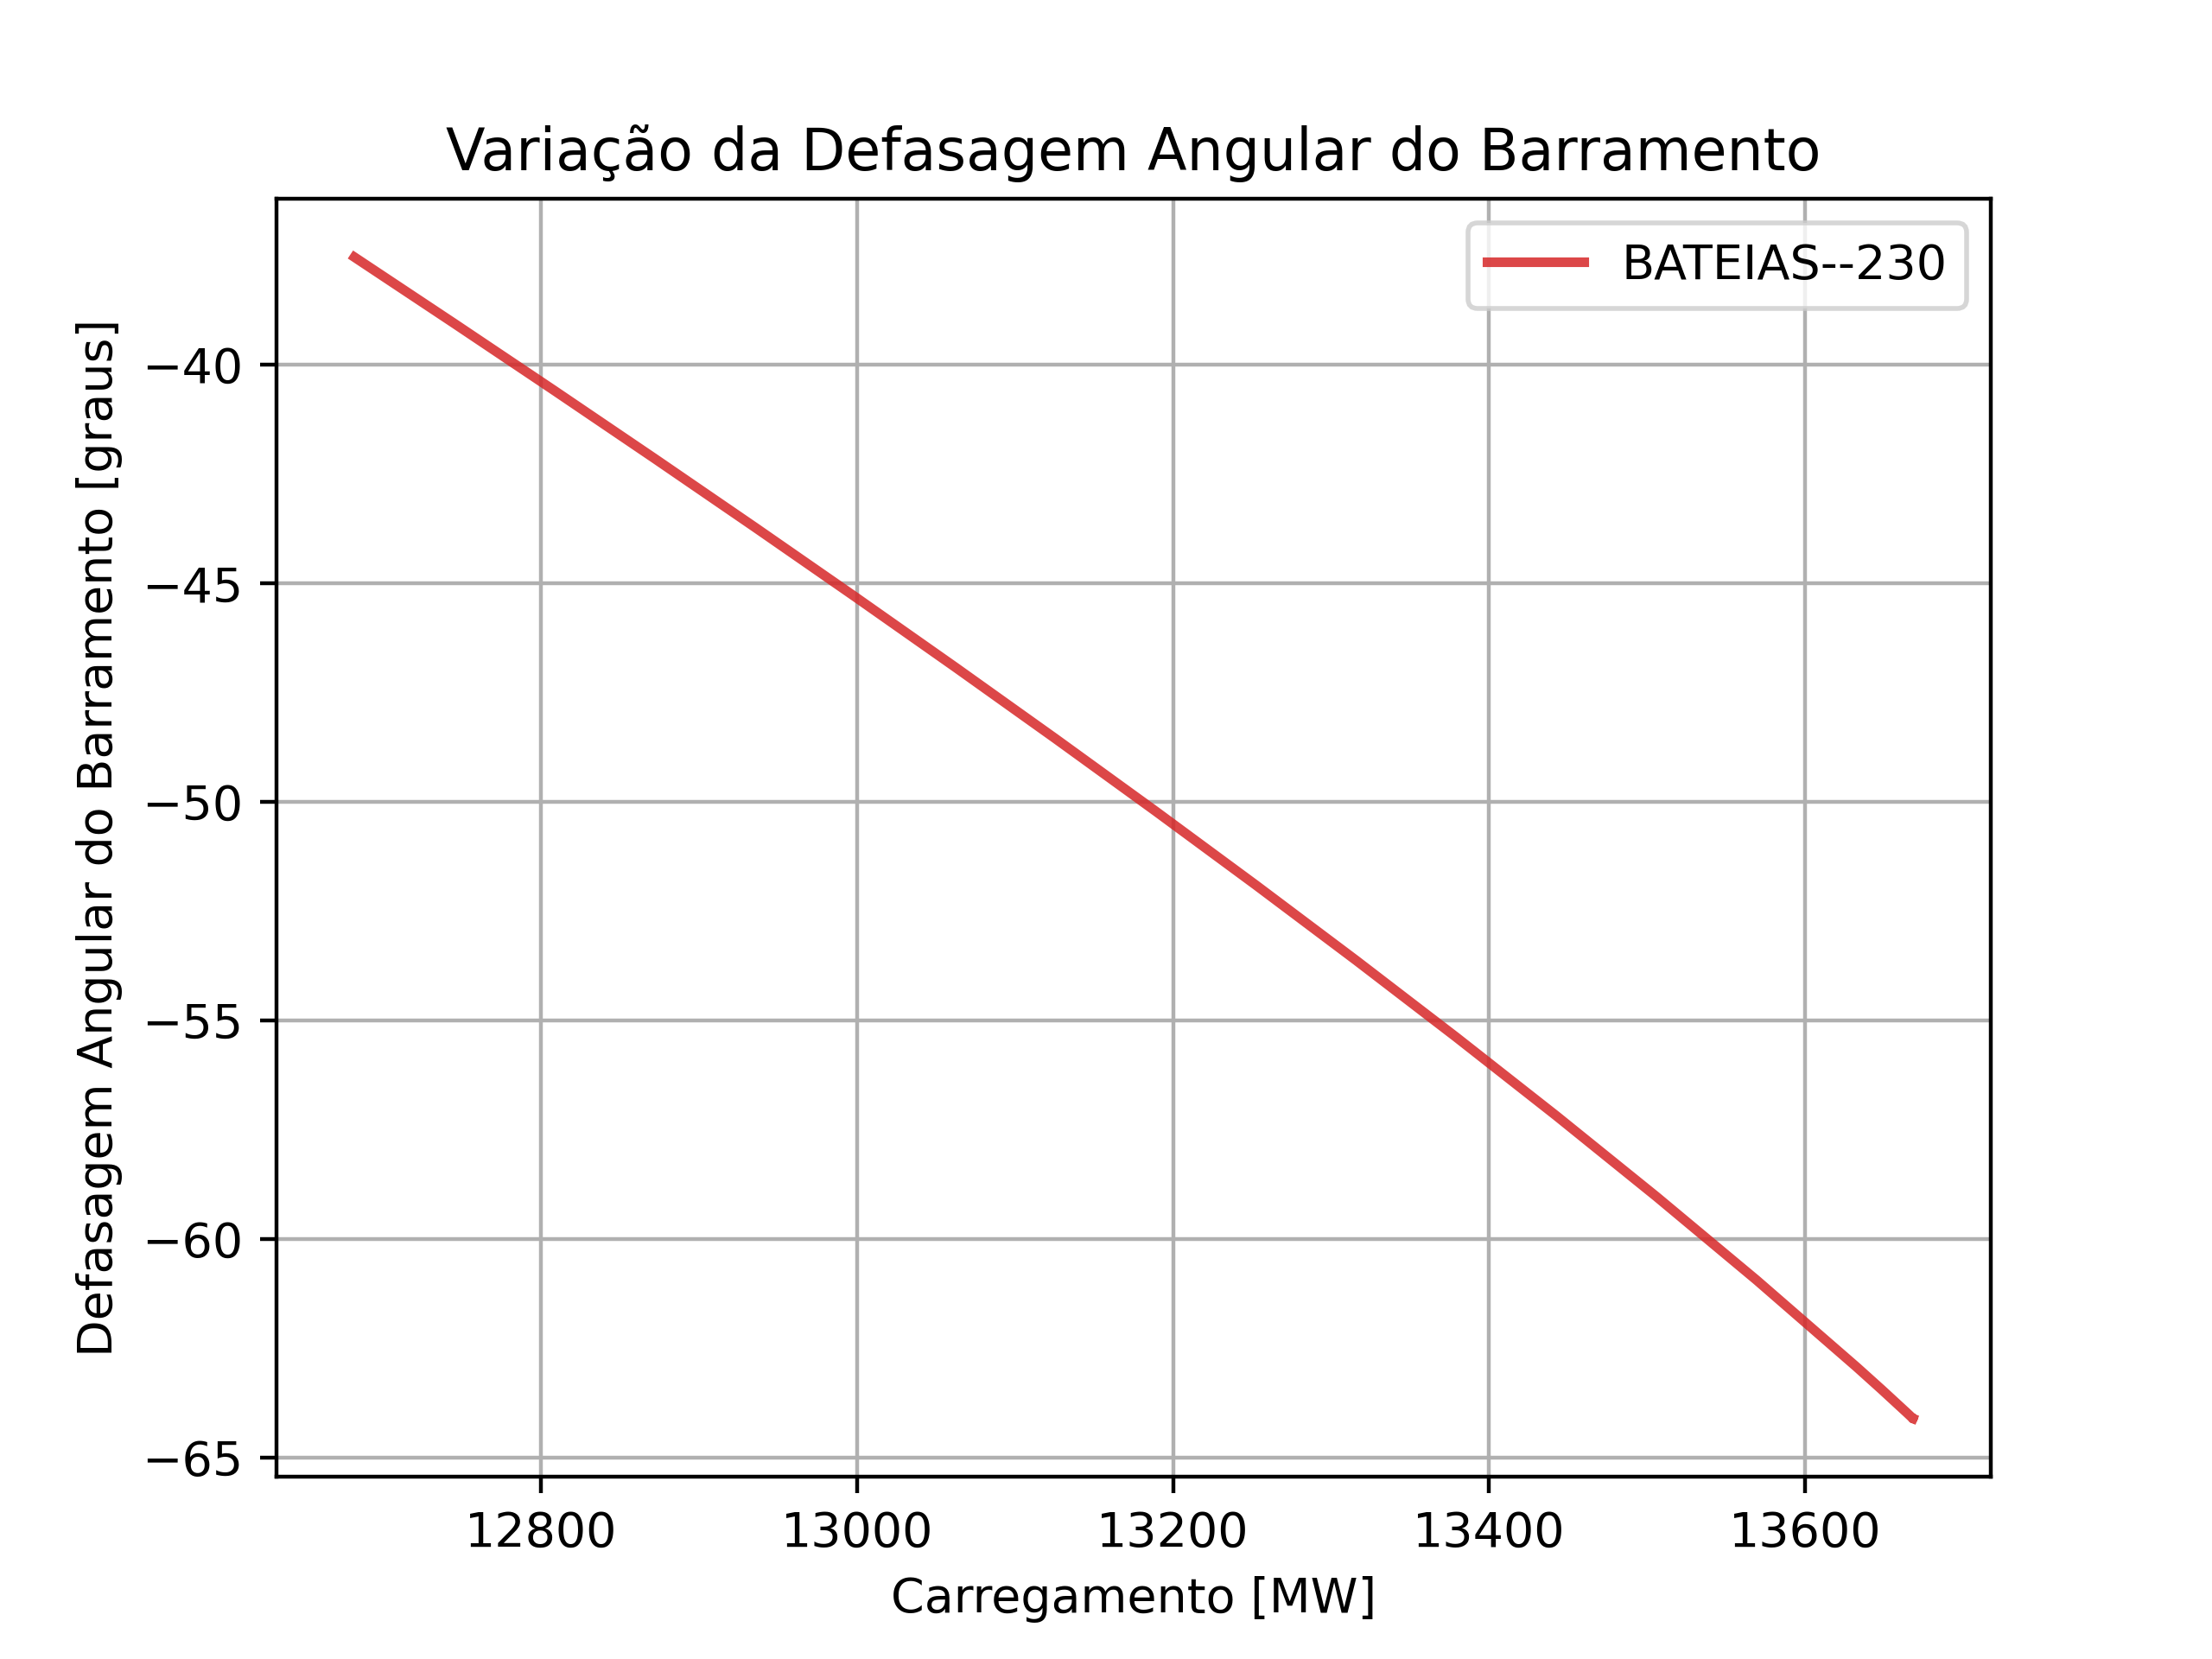 Variação da Defasagem Angular do Barramento
BATEIAS--230
Defasagem Angular do Barramento [graus]
−40
−45
−50
−55
−60
−65
12800 13000 13200 13400 13600
Carregamento [MW]